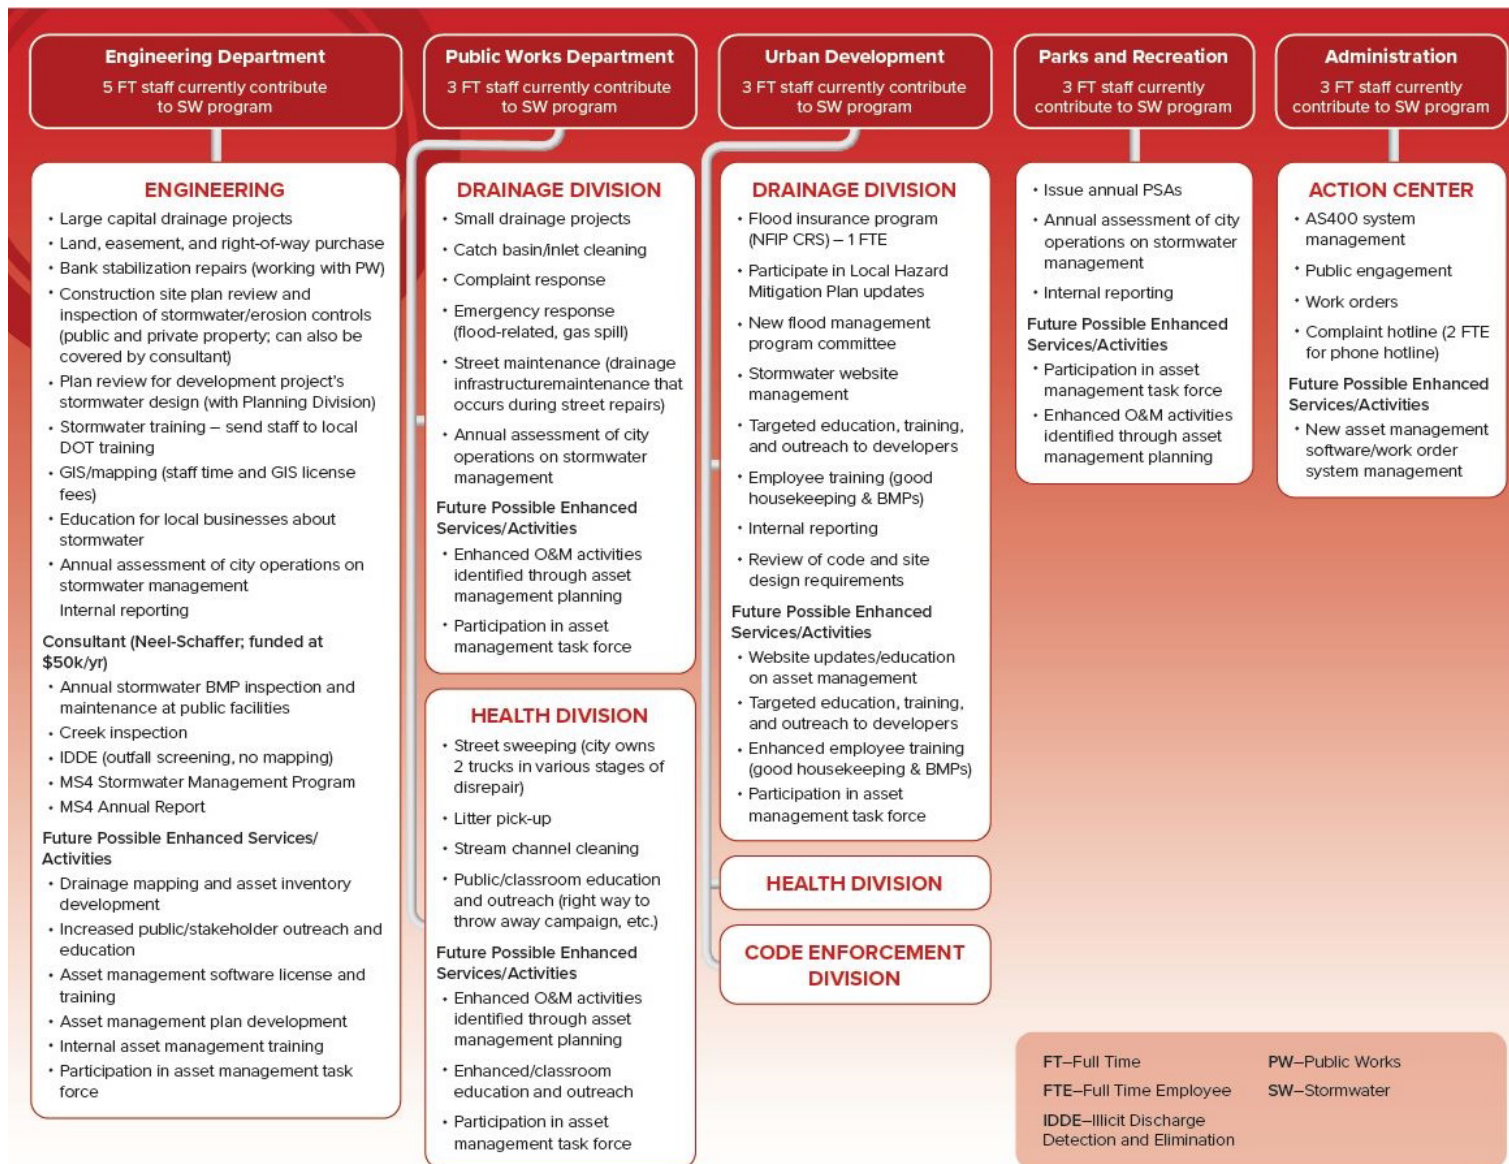 Engineering Department
5 FT staff currently contribute
to SW program
Public Works Department
3 FT staff currently contribute
to SW program
Urban Development
3 FT staff currently contribute
to SW program
Parks and Recreation
3 FT staff currently
contribute to SW program
Administration
3 FT staff currently
contribute to SW program
ENGINEERING
• Large capital drainage projects
• Land, easement, and right-of-way purchase
• Bank stabilization repairs (working with PW)
• Construction site plan review and
inspection of stormwater/erosion controls
(public and private property; can also be
covered by consultant)
• Plan review for development project's
stormwater design (with Planning Division)
• Stormwater training – send staff to local
DOT training
• GIS/mapping (staff time and GIS license
fees)
• Education for local businesses about
stormwater
• Annual assessment of city operations on
stormwater management
Internal reporting
Consultant (Neel-Schaffer; funded at
$50k/yr)
• Annual stormwater BMP inspection and
maintenance at public facilities
• Creek inspection
• IDDE (outfall screening, no mapping)
• MS4 Stormwater Management Program
• MS4 Annual Report
Future Possible Enhanced Services/
Activities
• Drainage mapping and asset inventory
development
• Increased public/stakeholder outreach and
education
• Asset management software license and
training
• Asset management plan development
• Internal asset management training
• Participation in asset management task
force
DRAINAGE DIVISION
• Small drainage projects
• Catch basin/inlet cleaning
• Complaint response
• Emergency response
(flood-related, gas spill)
• Street maintenance (drainage
infrastructuremaintenance that
occurs during street repairs)
• Annual assessment of city
operations on stormwater
management
Future Possible Enhanced
Services/Activities
• Enhanced O&M activities
identified through asset
management planning
• Participation in asset
management task force
HEALTH DIVISION
• Street sweeping (city owns
2 trucks in various stages of
disrepair)
• Litter pick-up
• Stream channel cleaning
• Public/classroom education
and outreach (right way to
throw away campaign, etc.)
Future Possible Enhanced
Services/Activities
• Enhanced O&M activities
identified through asset
management planning
• Enhanced/classroom
education and outreach
• Participation in asset
management task force
DRAINAGE DIVISION
• Flood insurance program
(NFIP CRS) – 1 FTE
• Participate in Local Hazard
Mitigation Plan updates
• New flood management
program committee
• Stormwater website
management
• Targeted education, training,
and outreach to developers
• Employee training (good
housekeeping & BMPs)
• Internal reporting
• Review of code and site
design requirements
Future Possible Enhanced
Services/Activities
• Website updates/education
on asset management
• Targeted education, training,
and outreach to developers
• Enhanced employee training
(good housekeeping & BMPs)
• Participation in asset
management task force
HEALTH DIVISION
CODE ENFORCEMENT
DIVISION
• Issue annual PSAs
• Annual assessment of city
operations on stormwater
management
• Internal reporting
Future Possible Enhanced
Services/Activities
• Participation in asset
management task force
• Enhanced O&M activities
identified through asset
management planning
ACTION CENTER
• AS400 system
management
• Public engagement
• Work orders
• Complaint hotline (2 FTE
for phone hotline)
Future Possible Enhanced
Services/Activities
• New asset management
software/work order
system management
FT–Full Time
FTE–Full Time Employee
IDDE–Illicit Discharge
Detection and Elimination
PW–Public Works
SW–Stormwater